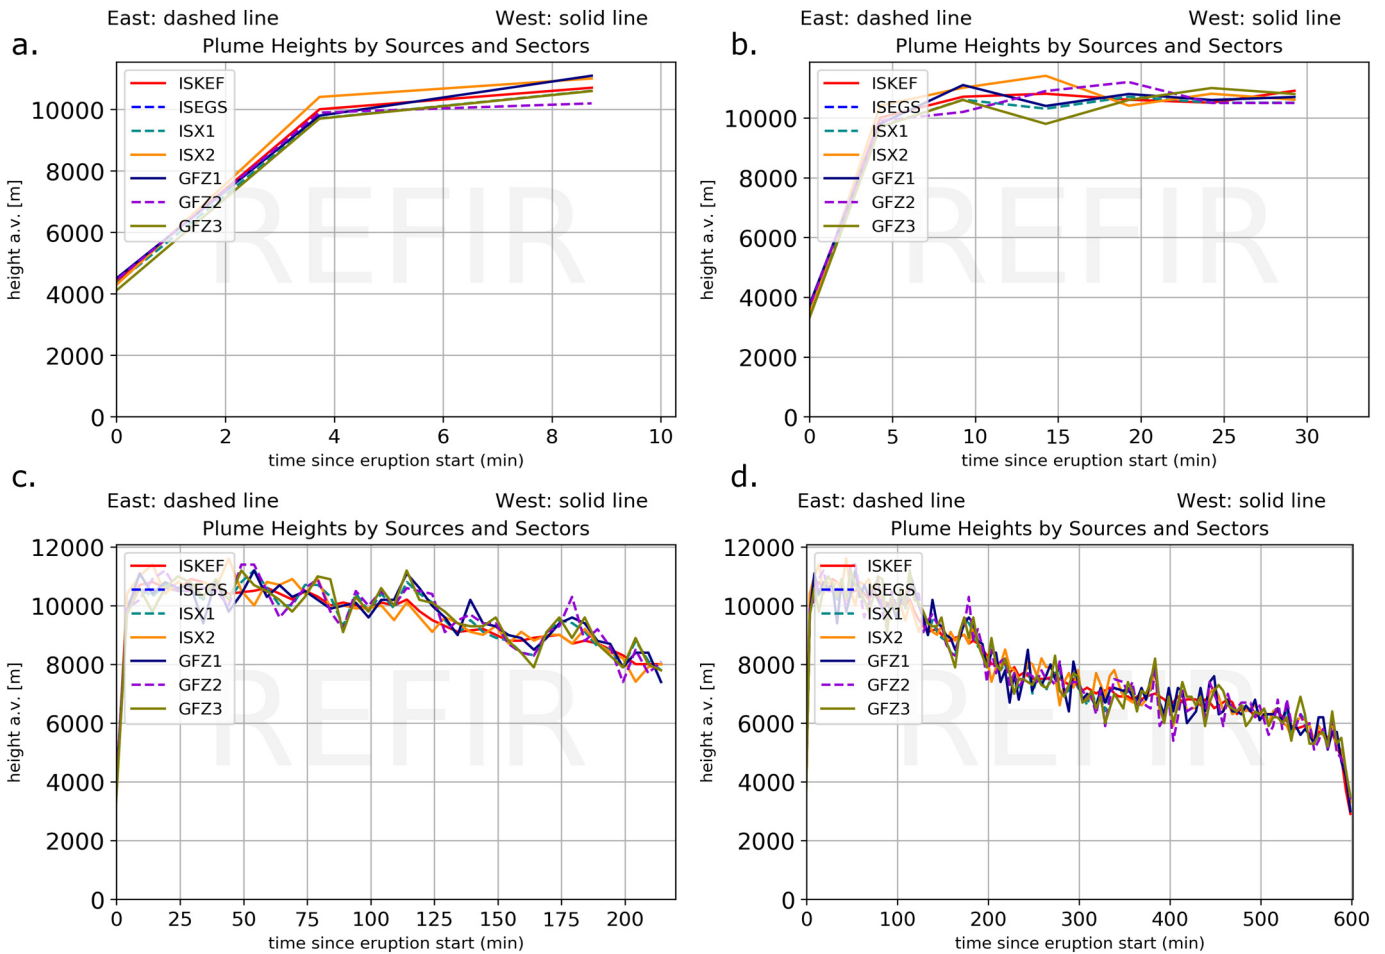 East: dashed line West: solid line
a. Plume Heights by Sources and Sectors
height a.v. [m]
10000
8000
6000
4000
2000
0
ISKEF
ISEGS
ISX1
ISX2
GFZ1
GFZ2
GFZ3
REFIR
0 2 4 6 8 10
time since eruption start (min)
East: dashed line West: solid line
b. Plume Heights by Sources and Sectors
height a.v. [m]
10000
8000
6000
4000
2000
0
ISKEF
ISEGS
ISX1
ISX2
GFZ1
GFZ2
GFZ3
REFIR
0 5 10 15 20 25 30
time since eruption start (min)
c.
East: dashed line West: solid line
Plume Heights by Sources and Sectors
height a.v. [m]
12000
10000
8000
6000
4000
2000
0
ISKEF
ISEGS
ISX1
ISX2
GFZ1
GFZ2
GFZ3
REFIR
0 25 50 75 100 125 150 175 200
time since eruption start (min)
d.
East: dashed line West: solid line
Plume Heights by Sources and Sectors
height a.v. [m]
12000
10000
8000
6000
4000
2000
0
ISKEF
ISEGS
ISX1
ISX2
GFZ1
GFZ2
GFZ3
REFIR
0 100 200 300 400 500 600
time since eruption start (min)